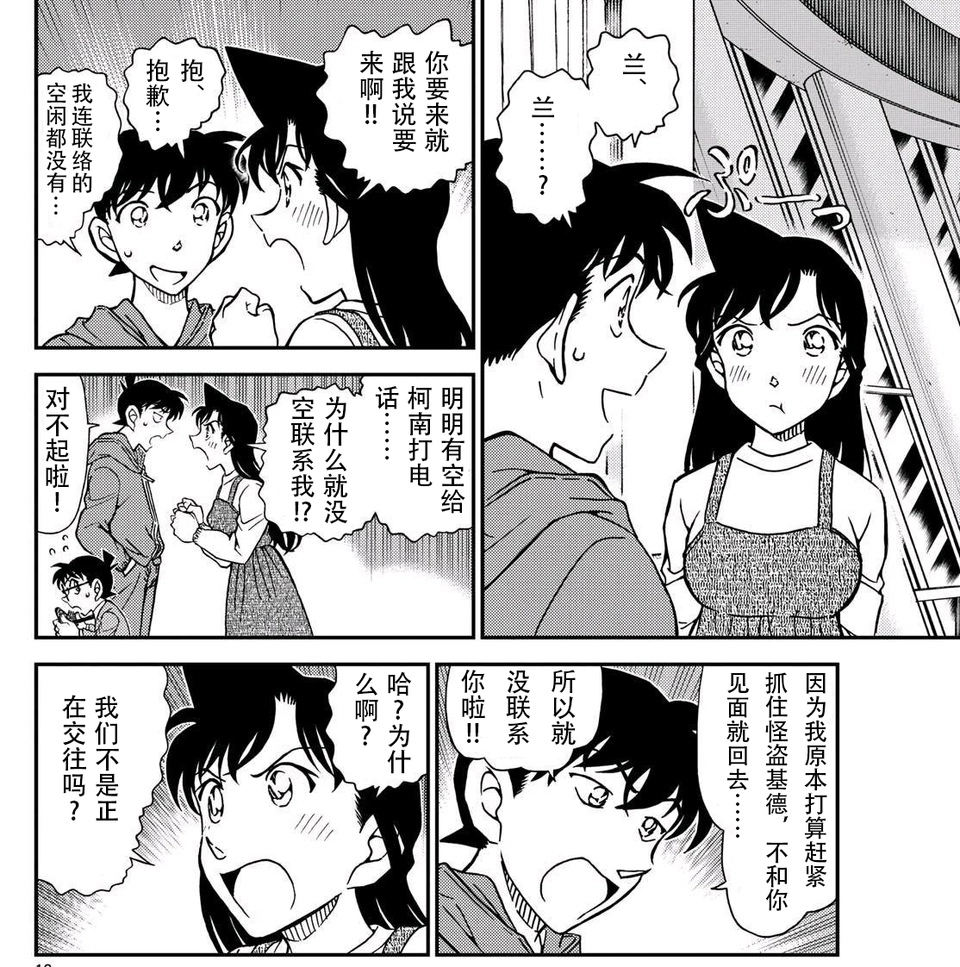 兰、
兰……?
ぷーっ
你要来就
跟我说要
来啊!!
抱、
抱歉…
我连联络的
空闲都没有…
明明有空给
柯南打电
话……
为什么就没
空联系我!?
对不起啦!
因为我原本打算赶紧
抓住怪盗基德，不和你
见面就回去……
所以就
没联系
你啦!!
哈?为什
么啊?
我们不是正
在交往吗?